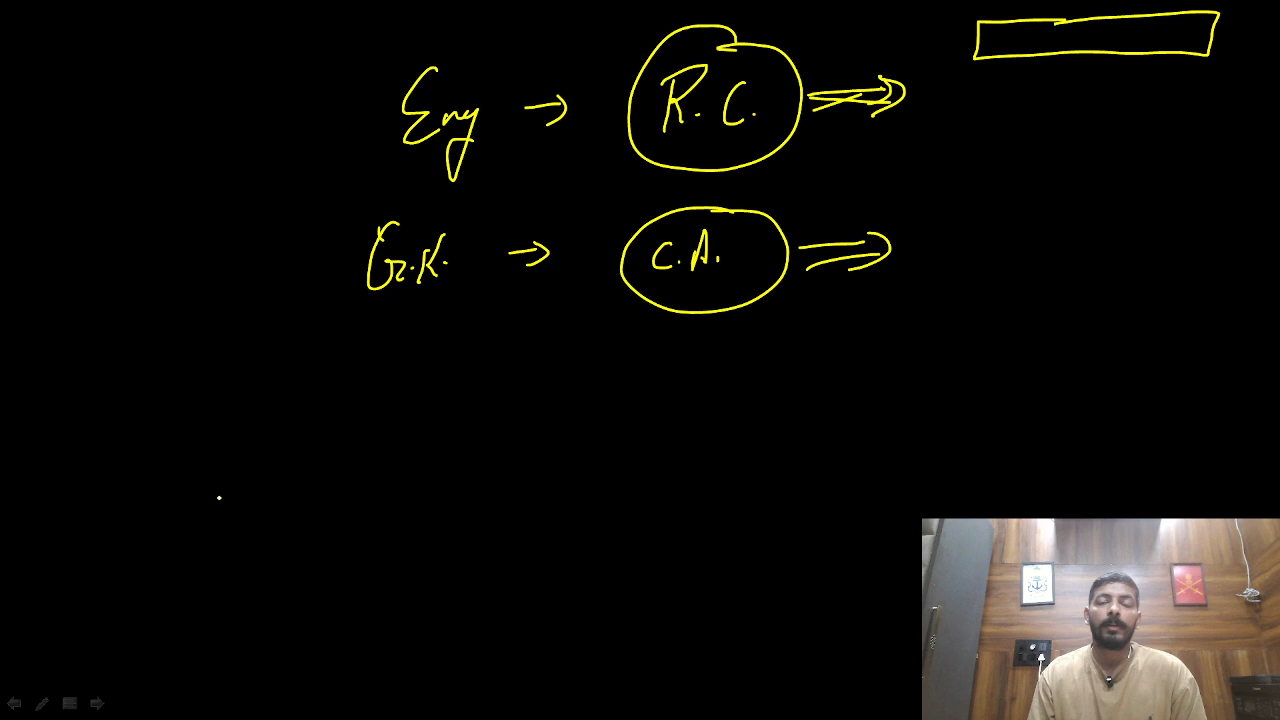 Eng → R.C. ⇒
G.K. → C.A. ⇒